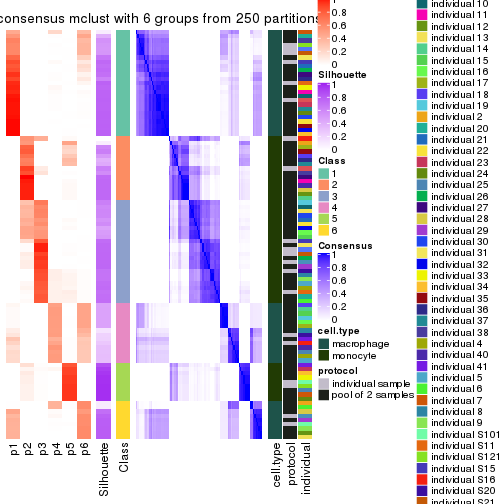 consensus mclust with 6 groups from 250 partitions
p1
p2
p3
p4
p5
p6
Silhouette
Class
cell.type
protocol
individual
0.8
0.6
0.4
0.2
0
Silhouette
1
0.8
0.6
0.4
0.2
0
Class
1
2
3
4
5
6
Consensus
1
0.8
0.6
0.4
0.2
0
cell.type
macrophage
monocyte
protocol
individual sample
pool of 2 samples
individual 10
individual 11
individual 12
individual 13
individual 14
individual 15
individual 16
individual 17
individual 18
individual 19
individual 2
individual 20
individual 21
individual 22
individual 23
individual 24
individual 25
individual 26
individual 27
individual 28
individual 29
individual 30
individual 31
individual 32
individual 33
individual 34
individual 35
individual 36
individual 37
individual 38
individual 4
individual 40
individual 41
individual 5
individual 6
individual 7
individual 8
individual 9
individual S101
individual S11
individual S121
individual S15
individual S16
individual S20
individual S21